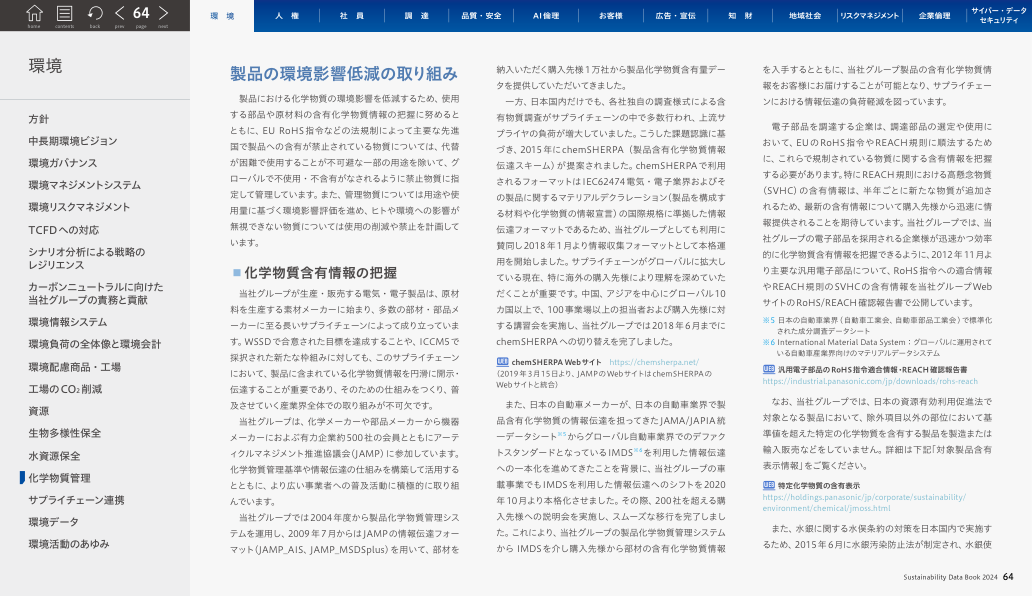 home
contents
back
prev
64
page
next
環 境
人 権
社 員
調 達
品質・安全
AI倫理
お客様
広告・宣伝
知 財
地域社会
リスクマネジメント
企業倫理
サイバー・データ
セキュリティ
環境
方針
中長期環境ビジョン
環境ガバナンス
環境マネジメントシステム
環境リスクマネジメント
TCFDへの対応
シナリオ分析による戦略の
レジリエンス
カーボンニュートラルに向けた
当社グループの責務と貢献
環境情報システム
環境負荷の全体像と環境会計
環境配慮商品・工場
工場のCO₂削減
資源
生物多様性保全
水資源保全
化学物質管理
サプライチェーン連携
環境データ
環境活動のあゆみ
製品の環境影響低減の取り組み
製品における化学物質の環境影響を低減するため、使用
する部品や原材料の含有化学物質情報の把握に努めると
ともに、EU RoHS指令などの法規制によって主要な先進
国で製品への含有が禁止されている物質については、代替
が困難で使用することが不可避な一部の用途を除いて、グ
ローバルで不使用・不含有がなされるように禁止物質に指
定して管理しています。また、管理物質については用途や使
用量に基づく環境影響評価を進め、ヒトや環境への影響が
無視できない物質については使用の削減や禁止を計画して
います。
■ 化学物質含有情報の把握
当社グループが生産・販売する電気・電子製品は、原材
料を生産する素材メーカーに始まり、多数の部材・部品メ
ーカーに至る長いサプライチェーンによって成り立っていま
す。WSSDで合意された目標を達成することや、ICCM5で
採択された新たな枠組みに対しても、このサプライチェーン
において、製品に含まれている化学物質情報を円滑に開示・
伝達することが重要であり、そのための仕組みをつくり、普
及させていく産業界全体での取り組みが不可欠です。
当社グループは、化学メーカーや部品メーカーから機器
メーカーにおよぶ有力企業約500社の会員とともにアーテ
ィクルマネジメント推進協議会（JAMP）に参加しています。
化学物質管理基準や情報伝達の仕組みを構築して活用する
とともに、より広い事業者への普及活動に積極的に取り組
んでいます。
当社グループでは2004年度から製品化学物質管理シス
テムを運用し、2009年7月からはJAMPの情報伝達フォー
マット（JAMP_AIS、JAMP_MSDSplus）を用いて、部材を
納入いただく購入先様1万社から製品化学物質含有量デー
タを提供していただいてきました。
一方、日本国内だけでも、各社独自の調査様式による含
有物質調査がサプライチェーンの中で多数行われ、上流サ
プライヤの負荷が増大していました。こうした課題認識に基
づき、2015年にchemSHERPA（製品含有化学物質情報
伝達スキーム）が提案されました。chemSHERPAで利用
されるフォーマットはIEC62474電気・電子業界およびそ
の製品に関するマテリアルデクラレーション（製品を構成す
る材料や化学物質の情報宣言）の国際規格に準拠した情報
伝達フォーマットであるため、当社グループとしても利用に
賛同し2018年1月より情報収集フォーマットとして本格運
用を開始しました。サプライチェーンがグローバルに拡大し
ている現在、特に海外の購入先様により理解を深めていた
だくことが重要です。中国、アジアを中心にグローバル10
カ国以上で、100事業場以上の担当者および購入先様に対
する講習会を実施し、当社グループでは2018年6月までに
chemSHERPAへの切り替えを完了しました。
WEB chemSHERPA Webサイト https://chemsherpa.net/
（2019年3月15日より、JAMPのWebサイトはchemSHERPAの
Webサイトと統合）
また、日本の自動車メーカーが、日本の自動車業界で製
品含有化学物質の情報伝達を担ってきたJAMA/JAPIA統
一データシート※5からグローバル自動車業界でのデファク
トスタンダードとなっているIMDS※6を利用した情報伝達
への一本化を進めてきたことを背景に、当社グループの車
載事業でもIMDSを利用した情報伝達へのシフトを2020
年10月より本格化させました。その際、200社を超える購
入先様への説明会を実施し、スムーズな移行を完了しまし
た。これにより、当社グループの製品化学物質管理システム
から IMDSを介し購入先様から部材の含有化学物質情報
を入手するとともに、当社グループ製品の含有化学物質情
報をお客様にお届けすることが可能となり、サプライチェー
ンにおける情報伝達の負荷軽減を図っています。
電子部品を調達する企業は、調達部品の選定や使用に
おいて、EUのRoHS指令やREACH規則に順法するため
に、これらで規制されている物質に関する含有情報を把握
する必要があります。特にREACH規則における高懸念物質
（SVHC）の含有情報は、半年ごとに新たな物質が追加さ
れるため、最新の含有情報について購入先様から迅速に情
報提供されることを期待しています。当社グループでは、当
社グループの電子部品を採用される企業様が迅速かつ効率
的に化学物質含有情報を把握できるように、2012年11月よ
り主要な汎用電子部品について、RoHS指令への適合情報
やREACH規則のSVHCの含有情報を当社グループWeb
サイトのRoHS/REACH確認報告書で公開しています。
※5 日本の自動車業界（自動車工業会、自動車部品工業会）で標準化
された成分調査データシート
※6 International Material Data System：グローバルに運用されて
いる自動車産業界向けのマテリアルデータシステム
WEB 汎用電子部品のRoHS指令適合情報・REACH確認報告書
https://industrial.panasonic.com/jp/downloads/rohs-reach
なお、当社グループでは、日本の資源有効利用促進法で
対象となる製品において、除外項目以外の部位において基
準値を超えた特定の化学物質を含有する製品を製造または
輸入販売などをしていません。詳細は下記「対象製品含有
表示情報」をご覧ください。
WEB 特定化学物質の含有表示
https://holdings.panasonic/jp/corporate/sustainability/
environment/chemical/jmoss.html
また、水銀に関する水俣条約の対策を日本国内で実施す
るため、2015年6月に水銀汚染防止法が制定され、水銀使
Sustainability Data Book 2024 64